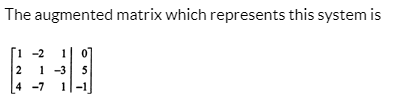 The augmented matrix which represents this system is
1 -2 1 0
2 1 -3 5
4 -7 1 -1